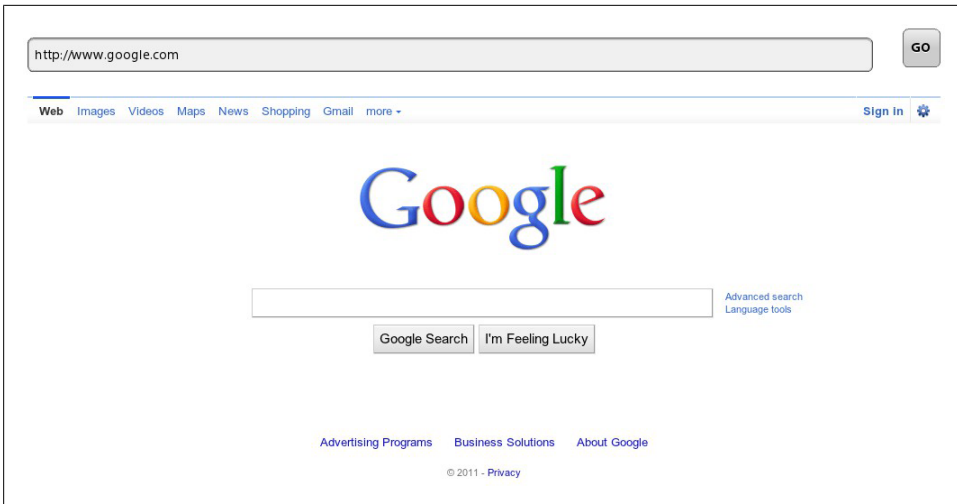 http://www.google.com GO
Web Images Videos Maps News Shopping Gmail more Sign in
Google
Advanced search
Language tools
Google Search I'm Feeling Lucky
Advertising Programs Business Solutions About Google
© 2011 - Privacy